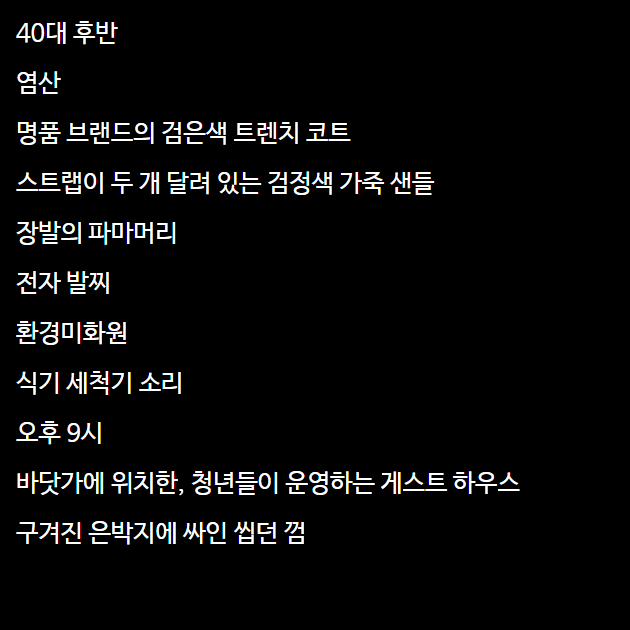 40대 후반
염산
명품 브랜드의 검은색 트렌치 코트
스트랩이 두 개 달려 있는 검정색 가죽 샌들
장발의 파마머리
전자 발찌
환경미화원
식기 세척기 소리
오후 9시
바닷가에 위치한, 청년들이 운영하는 게스트 하우스
구겨진 은박지에 싸인 씹던 껌